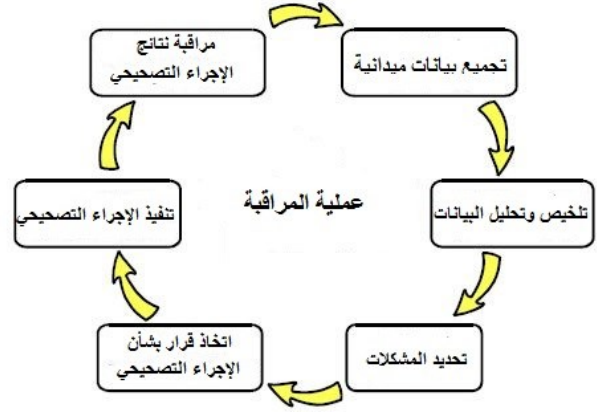 مراقبة نتائج
الإجراء التصحيحي
تجميع بيانات ميدانية
تلخيص وتحليل البيانات
تحديد المشكلات
اتخاذ قرار بشأن
الإجراء التصحيحي
تنفيذ الإجراء التصحيحي
عملية المراقبة